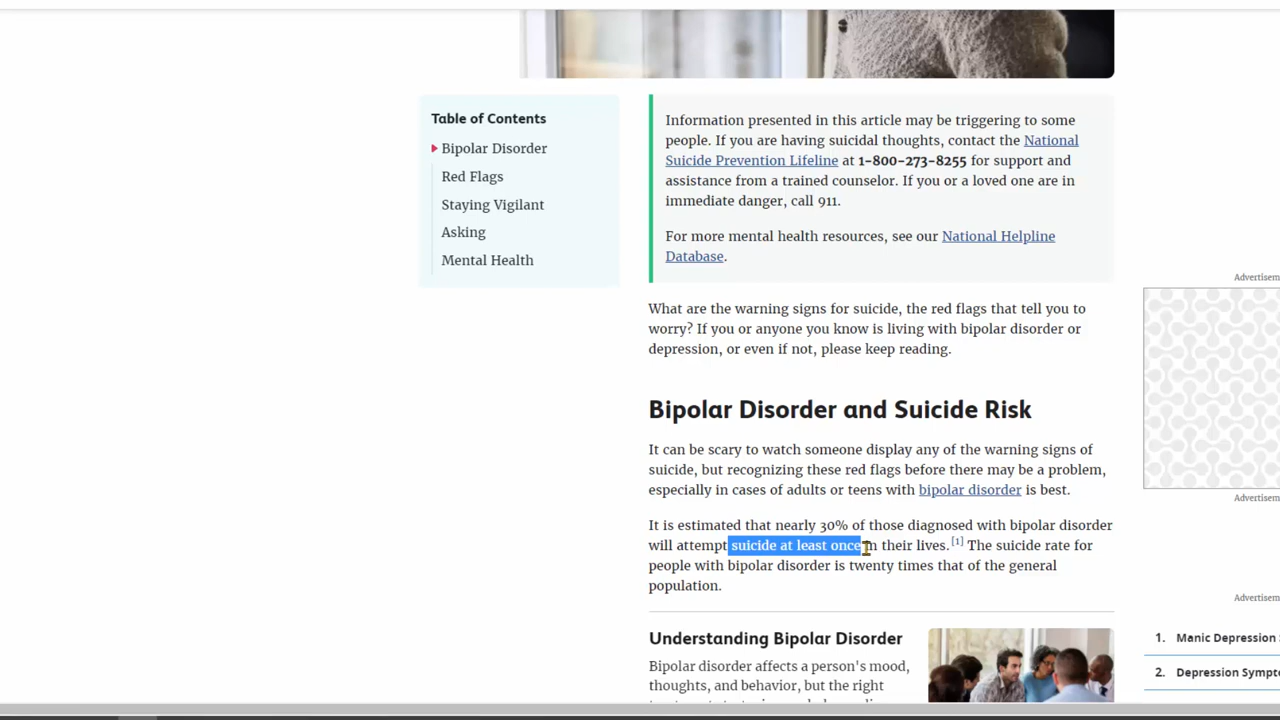 Table of Contents
Bipolar Disorder
Red Flags
Staying Vigilant
Asking
Mental Health
Information presented in this article may be triggering to some
people. If you are having suicidal thoughts, contact the National
Suicide Prevention Lifeline at 1-800-273-8255 for support and
assistance from a trained counselor. If you or a loved one are in
immediate danger, call 911.
For more mental health resources, see our National Helpline
Database.
What are the warning signs for suicide, the red flags that tell you to
worry? If you or anyone you know is living with bipolar disorder or
depression, or even if not, please keep reading.
Bipolar Disorder and Suicide Risk
It can be scary to watch someone display any of the warning signs of
suicide, but recognizing these red flags before there may be a problem,
especially in cases of adults or teens with bipolar disorder is best.
It is estimated that nearly 30% of those diagnosed with bipolar disorder
will attempt suicide at least once in their lives.[1] The suicide rate for
people with bipolar disorder is twenty times that of the general
population.
Understanding Bipolar Disorder
Bipolar disorder affects a person's mood,
thoughts, and behavior, but the right
Advertisem
Advertisem
Advertisem
1. Manic Depression
2. Depression Sympto